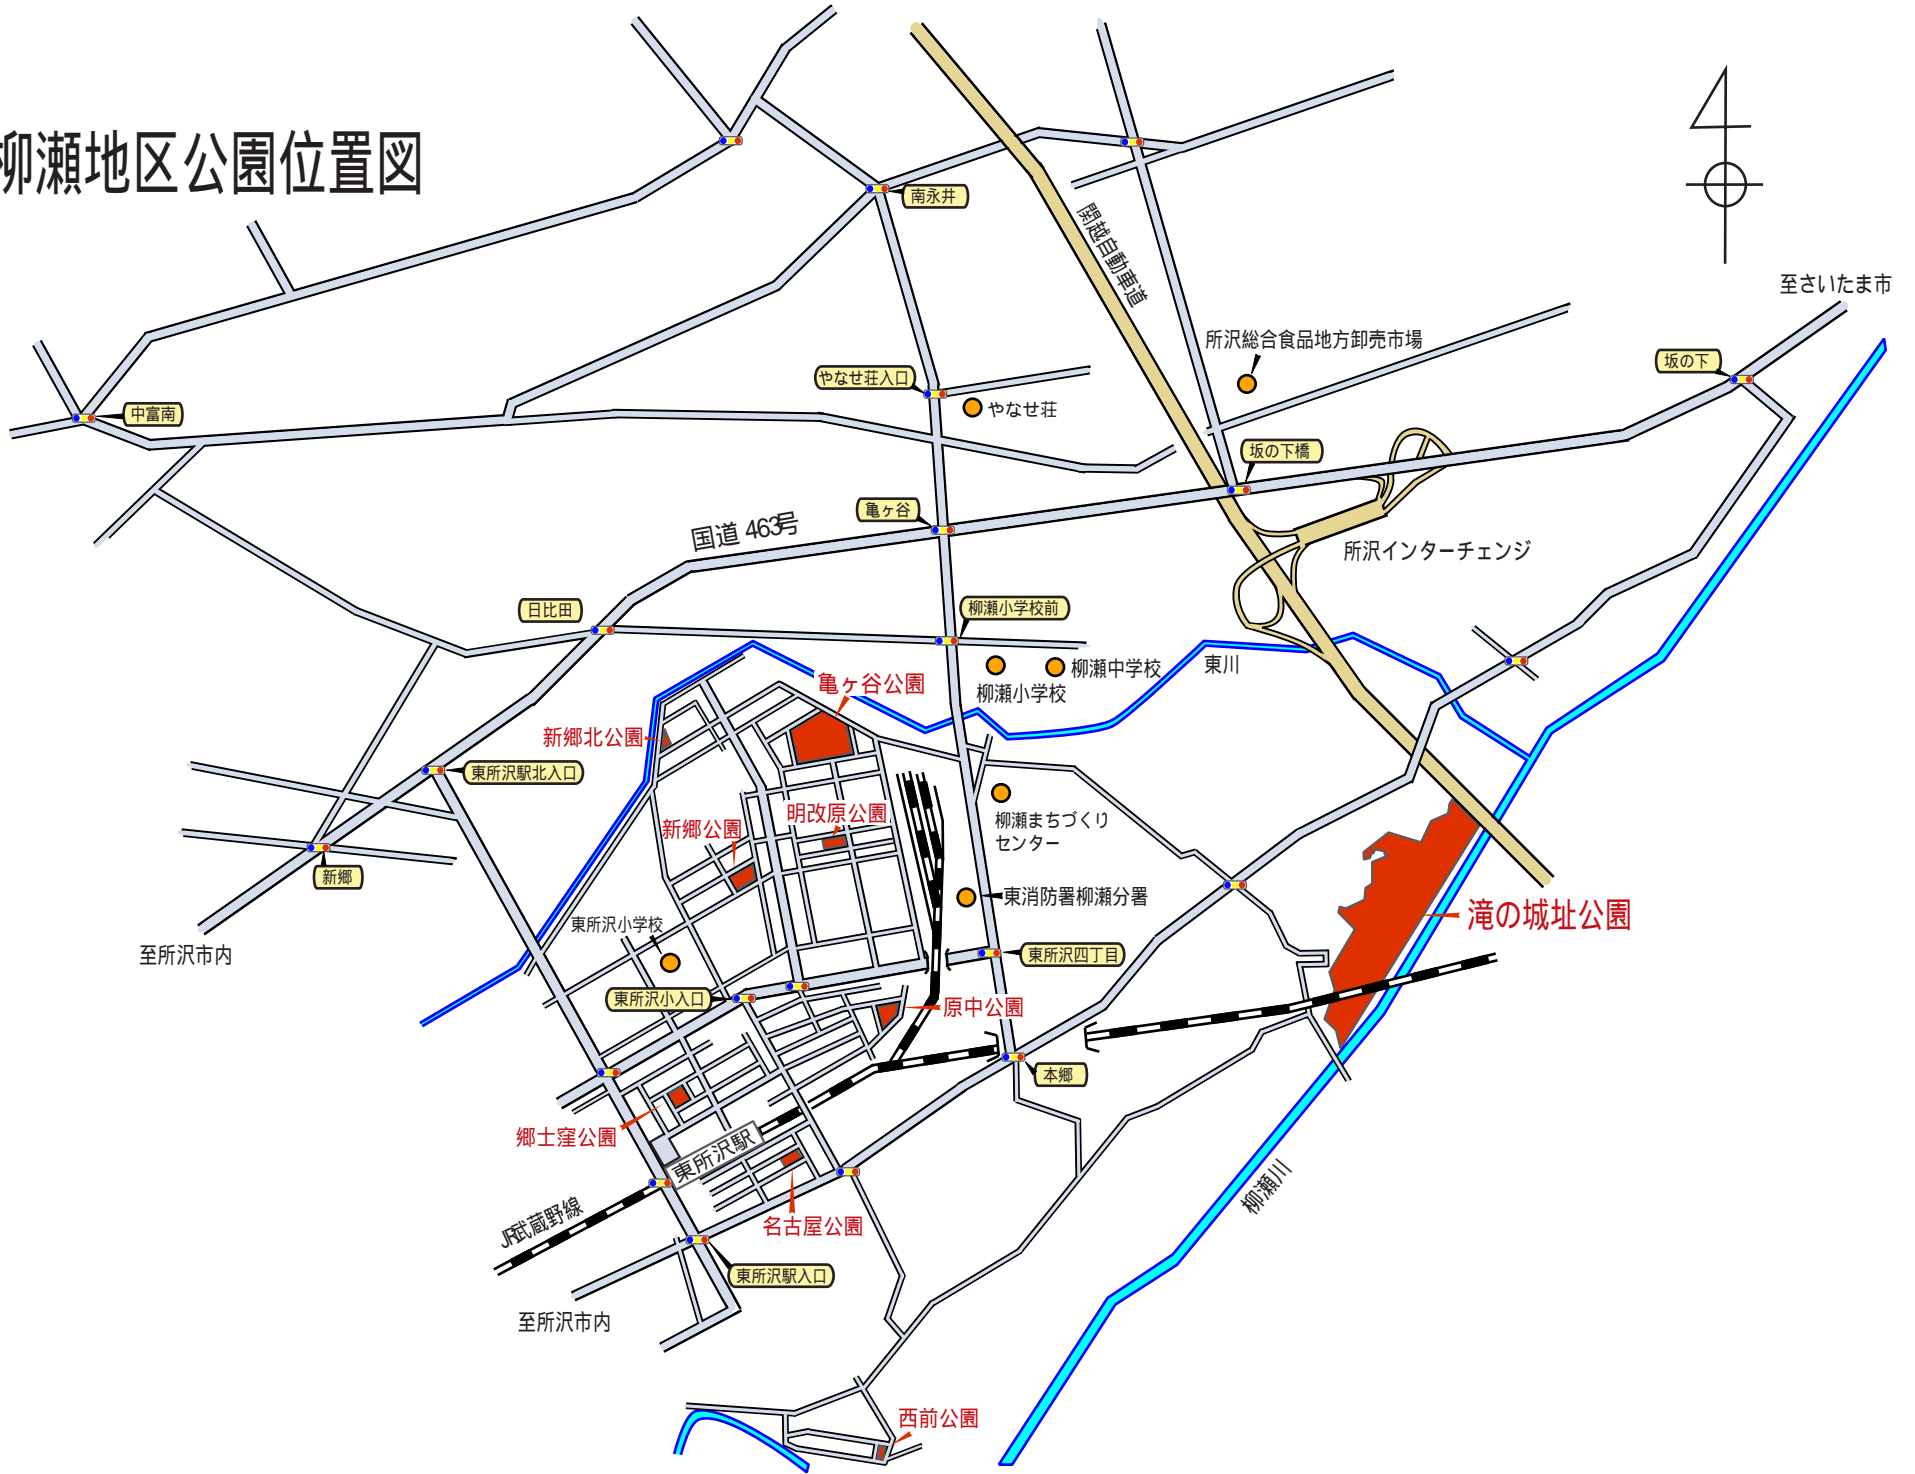 柳瀬地区公園位置図
南永井
関越自動車道
至さいたま市
所沢総合食品地方卸売市場
坂の下
やなせ荘入口
やなせ荘
中富南
坂の下橋
亀ヶ谷
国道463号
所沢インターチェンジ
日比田
柳瀬小学校前
柳瀬中学校
柳瀬小学校
東川
亀ヶ谷公園
新郷北公園
東所沢駅北入口
明改原公園
新郷公園
柳瀬まちづくり
センター
新郷
東消防署柳瀬分署
滝の城址公園
東所沢小学校
至所沢市内
東所沢四丁目
東所沢小入口
原中公園
本郷
郷士窪公園
東所沢駅
柳瀬川
JR武蔵野線
名古屋公園
東所沢駅入口
至所沢市内
西前公園